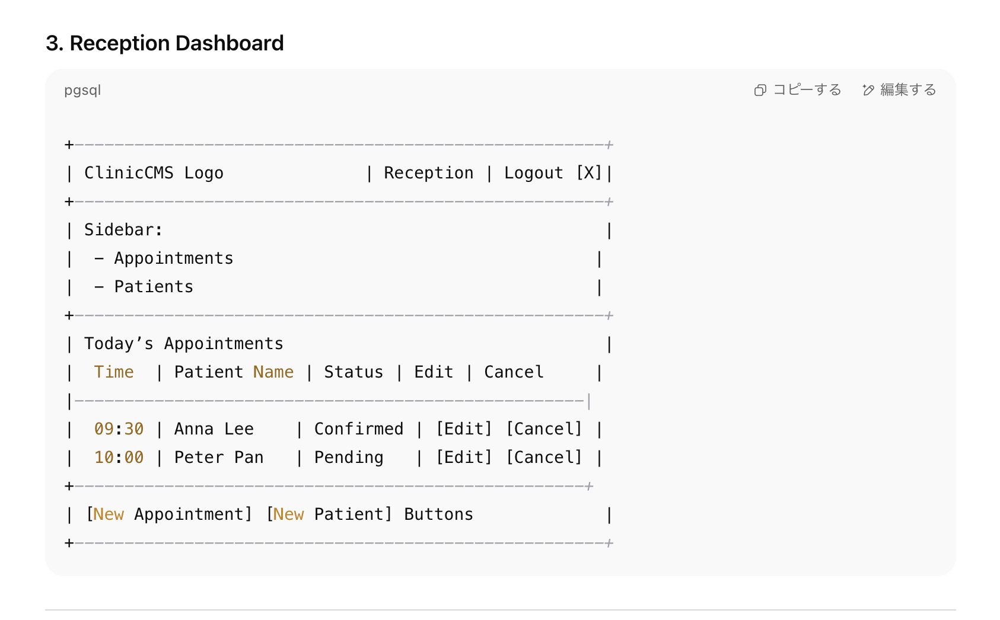 3. Reception Dashboard
pgsql
コピーする 編集する
+-----------------------------------------------------+
| ClinicCMS Logo              | Reception | Logout [X]|
+-----------------------------------------------------+
| Sidebar:                                            |
|  - Appointments                                    |
|  - Patients                                        |
+-----------------------------------------------------+
| Today’s Appointments                                |
|  Time  | Patient Name | Status | Edit | Cancel     |
|---------------------------------------------------|
|  09:30 | Anna Lee    | Confirmed | [Edit] [Cancel] |
|  10:00 | Peter Pan   | Pending   | [Edit] [Cancel] |
+---------------------------------------------------+
| [New Appointment] [New Patient] Buttons             |
+-----------------------------------------------------+